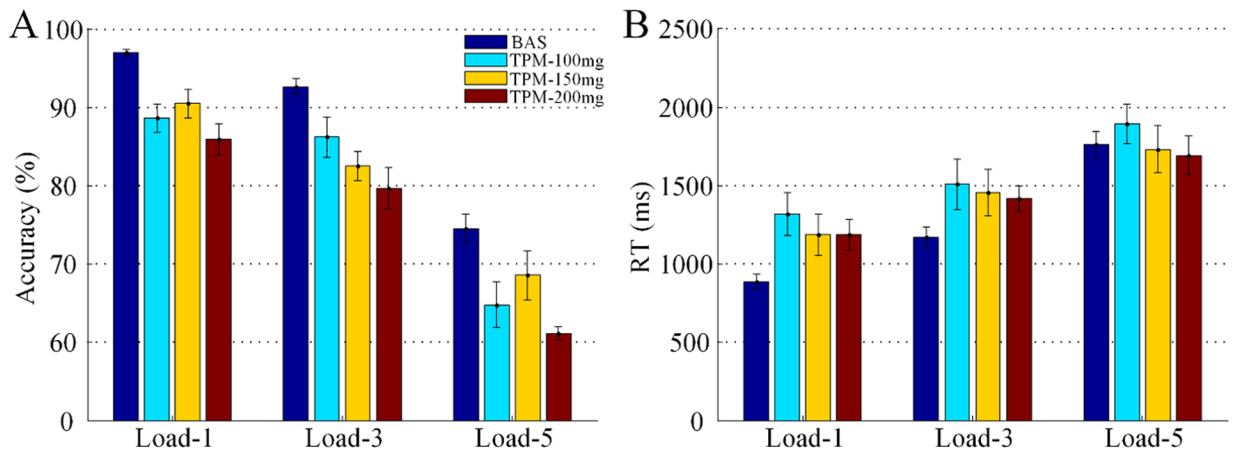 A
100
90
80
70
60
0
Accuracy (%)
BAS
TPM-100mg
TPM-150mg
TPM-200mg
Load-1
Load-3
Load-5
B
2500
2000
1500
1000
500
0
RT (ms)
Load-1
Load-3
Load-5